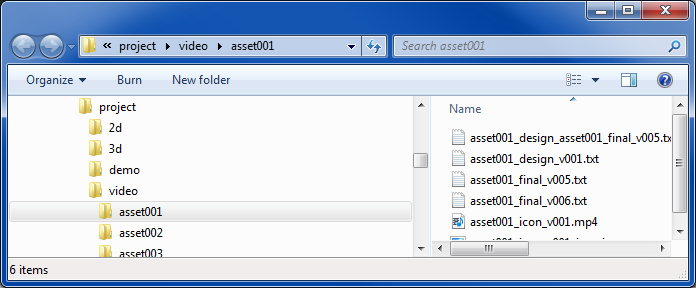 « project video asset001
Search asset001
Organize Burn New folder
project
2d
3d
demo
video
asset001
asset002
asset003
Name
asset001_design_asset001_final_v005.tx
asset001_design_v001.txt
asset001_final_v005.txt
asset001_final_v006.txt
asset001_icon_v001.mp4
6 items